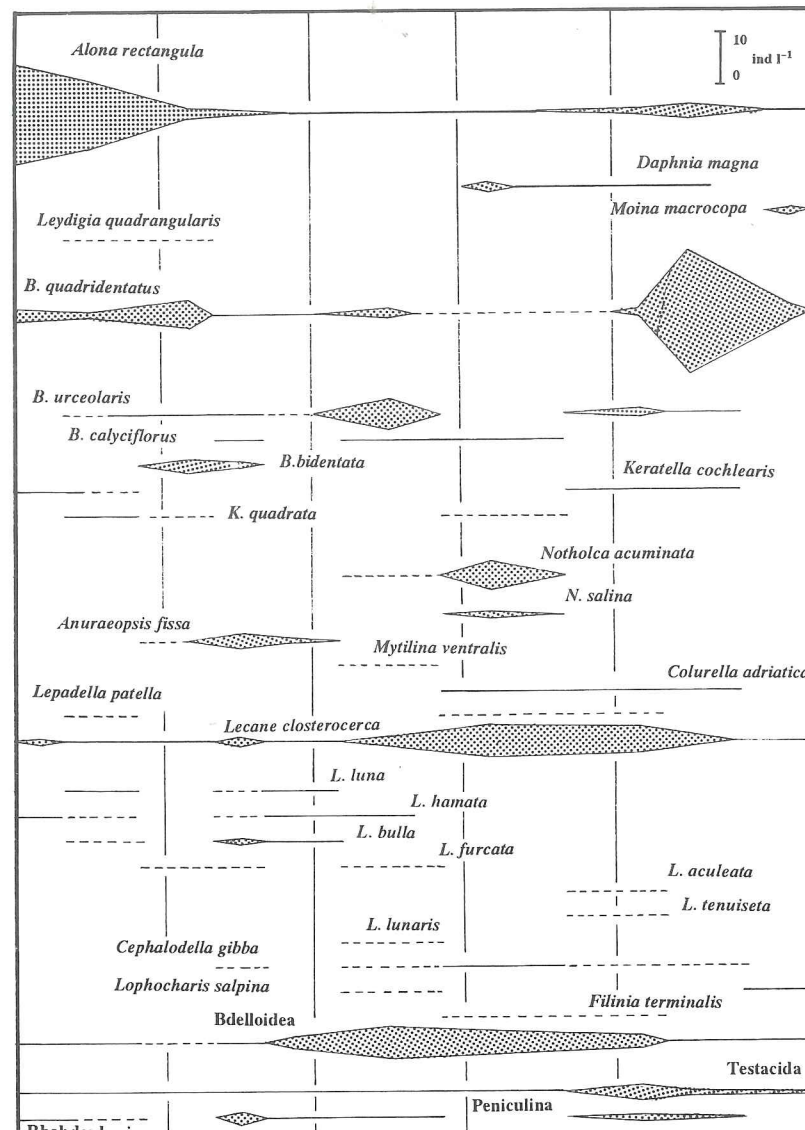 Alona rectangula
10
ind l⁻¹
0
Daphnia magna
Moina macrocopa
Leydigia quadrangularis
B. quadridentatus
B. urceolaris
B. calyciflorus
B.bidentata
Keratella cochlearis
K. quadrata
Notholca acuminata
N. salina
Anuraeopsis fissa
Mytilina ventralis
Colurella adriatica
Lepadella patella
Lecane closterocerca
L. luna
L. hamata
L. bulla
L. furcata
L. aculeata
L. tenuiseta
L. lunaris
Cephalodella gibba
Lophocharis salpina
Filinia terminalis
Bdelloidea
Testacida
Peniculina